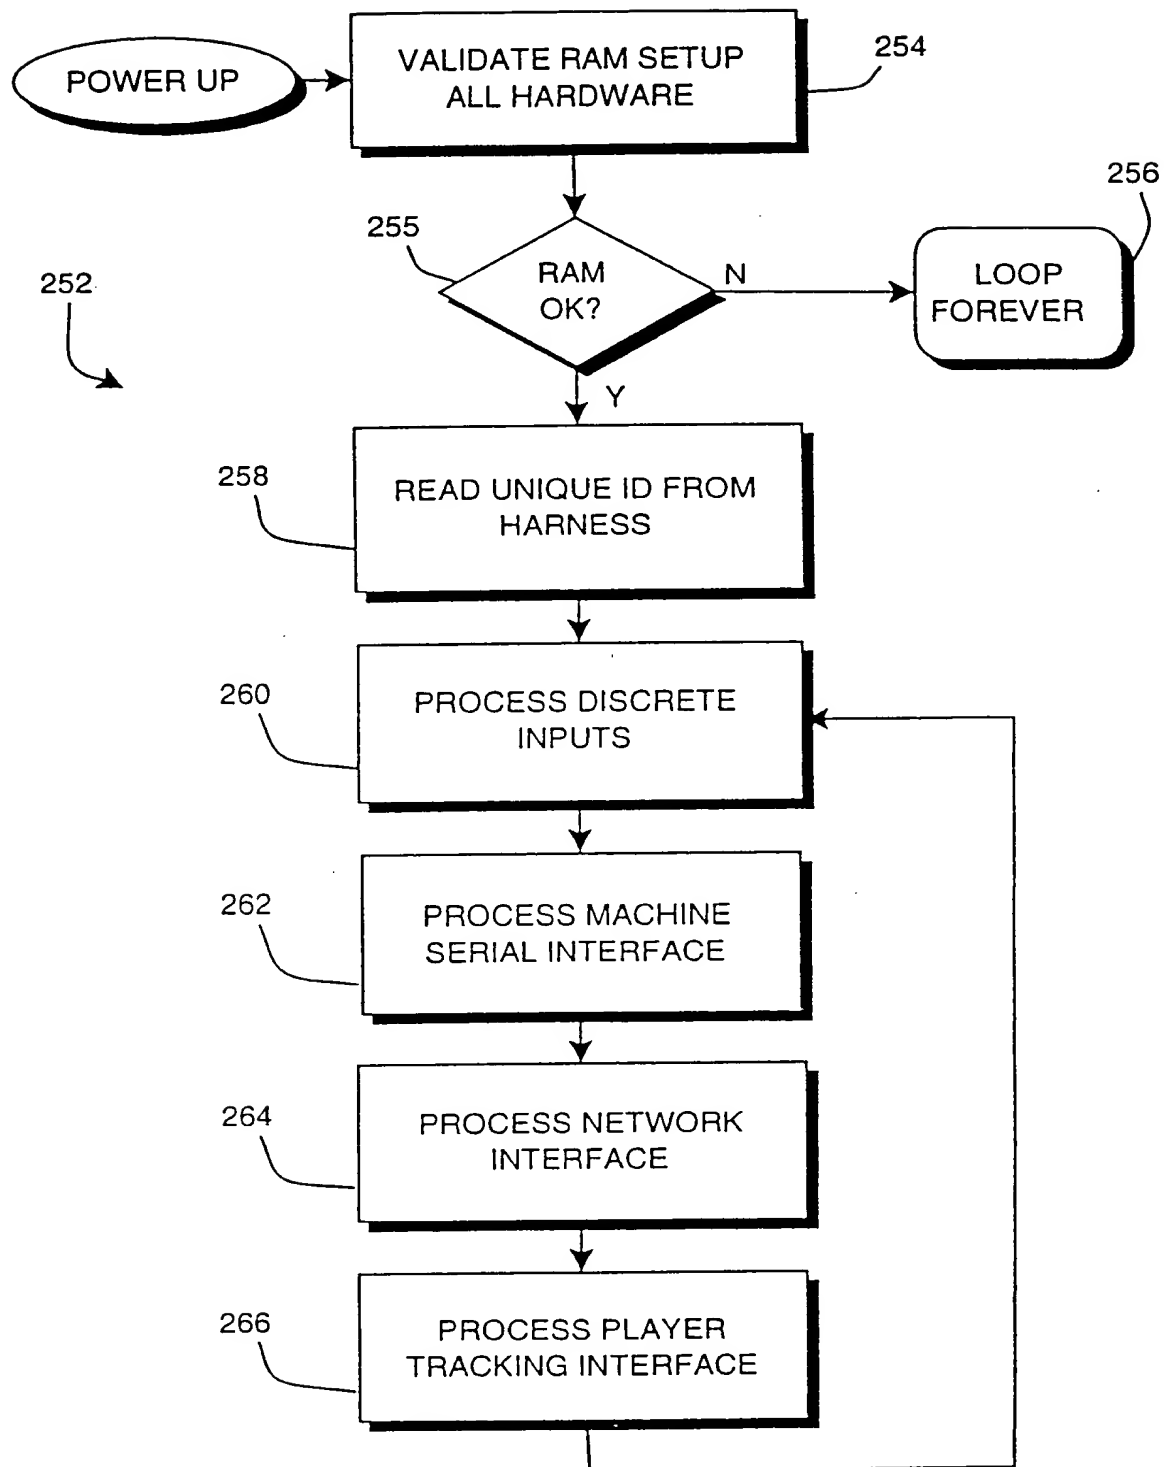 POWER UP
VALIDATE RAM SETUP
ALL HARDWARE
254
256
255
RAM
OK?
N
LOOP
FOREVER
252
Y
258
READ UNIQUE ID FROM
HARNESS
260
PROCESS DISCRETE
INPUTS
262
PROCESS MACHINE
SERIAL INTERFACE
264
PROCESS NETWORK
INTERFACE
266
PROCESS PLAYER
TRACKING INTERFACE